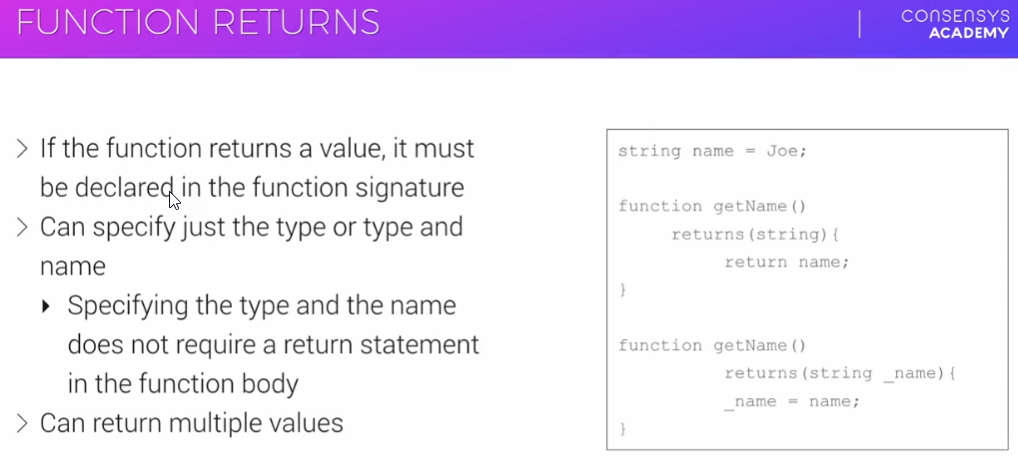 FUNCTION RETURNS
CONSENSYS
ACADEMY
If the function returns a value, it must
be declared in the function signature
Can specify just the type or type and
name
Specifying the type and the name
does not require a return statement
in the function body
Can return multiple values
string name = Joe;
function getName()
returns(string){
return name;
}
function getName()
returns(string _name){
_name = name;
}